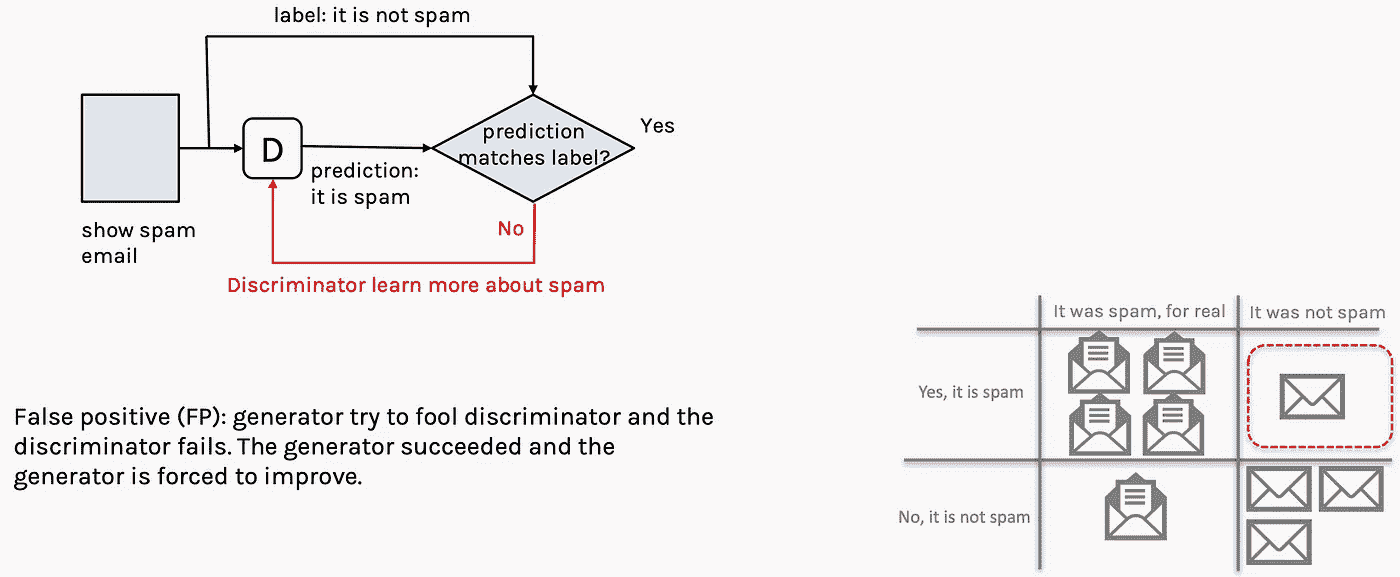 label: it is not spam
D
prediction
matches label?
Yes
prediction:
it is spam
show spam
email
No
Discriminator learn more about spam
It was spam, for real
It was not spam
Yes, it is spam
No, it is not spam
False positive (FP): generator try to fool discriminator and the
discriminator fails. The generator succeeded and the
generator is forced to improve.